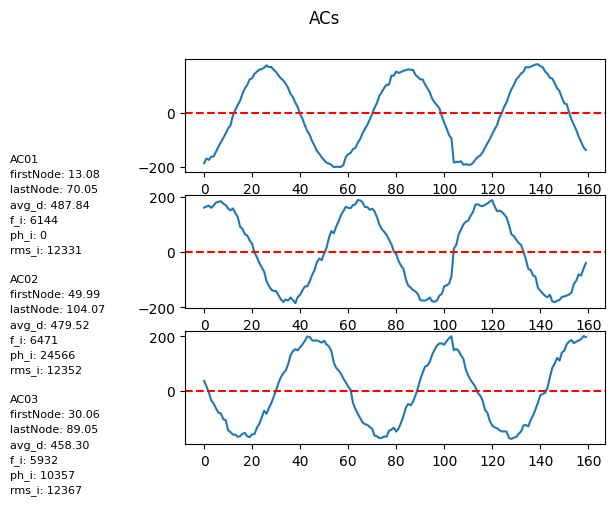 ACs
0
−200
0 20 40 60 80 100 120 140 160
AC01
firstNode: 13.08
lastNode: 70.05
avg_d: 487.84
f_i: 6144
ph_i: 0
rms_i: 12331
200
0
−200
0 20 40 60 80 100 120 140 160
AC02
firstNode: 49.99
lastNode: 104.07
avg_d: 479.52
f_i: 6471
ph_i: 24566
rms_i: 12352
200
0
0 20 40 60 80 100 120 140 160
AC03
firstNode: 30.06
lastNode: 89.05
avg_d: 458.30
f_i: 5932
ph_i: 10357
rms_i: 12367